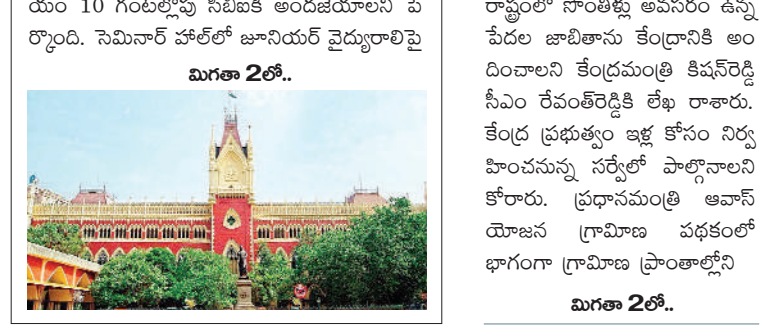 యం 10 గంటల్లోపు సీబీఐకి అందజేయాలని పే
ర్కొంది. సెమినార్ హాల్‌లో జూనియర్ వైద్యురాలిపై
మిగతా 2లో..
రాష్ట్రంలో సొంతిళ్లు అవసరం ఉన్న
పేదల జాబితాను కేంద్రానికి అం
దించాలని కేంద్రమంత్రి కిషన్‌రెడ్డి
సీఎం రేవంత్‌రెడ్డికి లేఖ రాశారు.
కేంద్ర ప్రభుత్వం ఇళ్ల కోసం నిర్వ
హించనున్న సర్వేలో పాల్గొనాలని
కోరారు. ప్రధానమంత్రి ఆవాస్
యోజన గ్రామీణ పథకంలో
భాగంగా గ్రామీణ ప్రాంతాల్లోని
మిగతా 2లో..